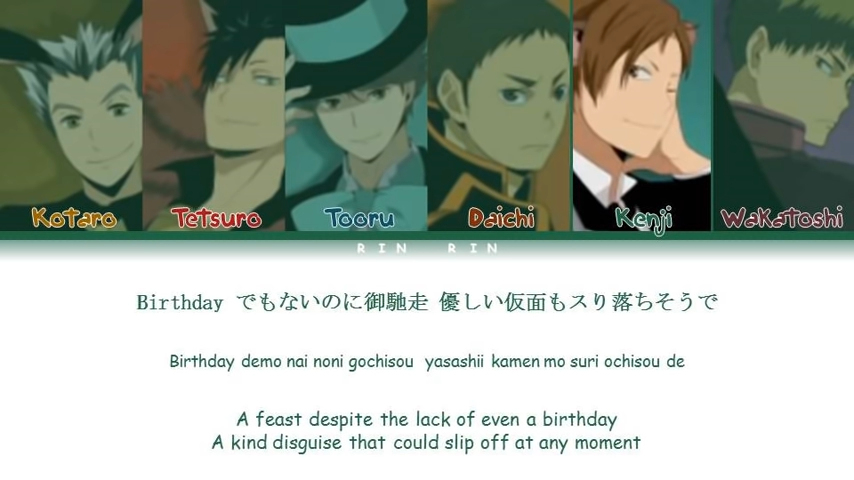 Kotaro Tetsuro Tooru Daichi Kenji Wakatoshi
RIN RIN
Birthday でもないのに御馳走 優しい仮面もスり落ちそうで
Birthday demo nai noni gochisou yasashii kamen mo suri ochisou de
A feast despite the lack of even a birthday
A kind disguise that could slip off at any moment